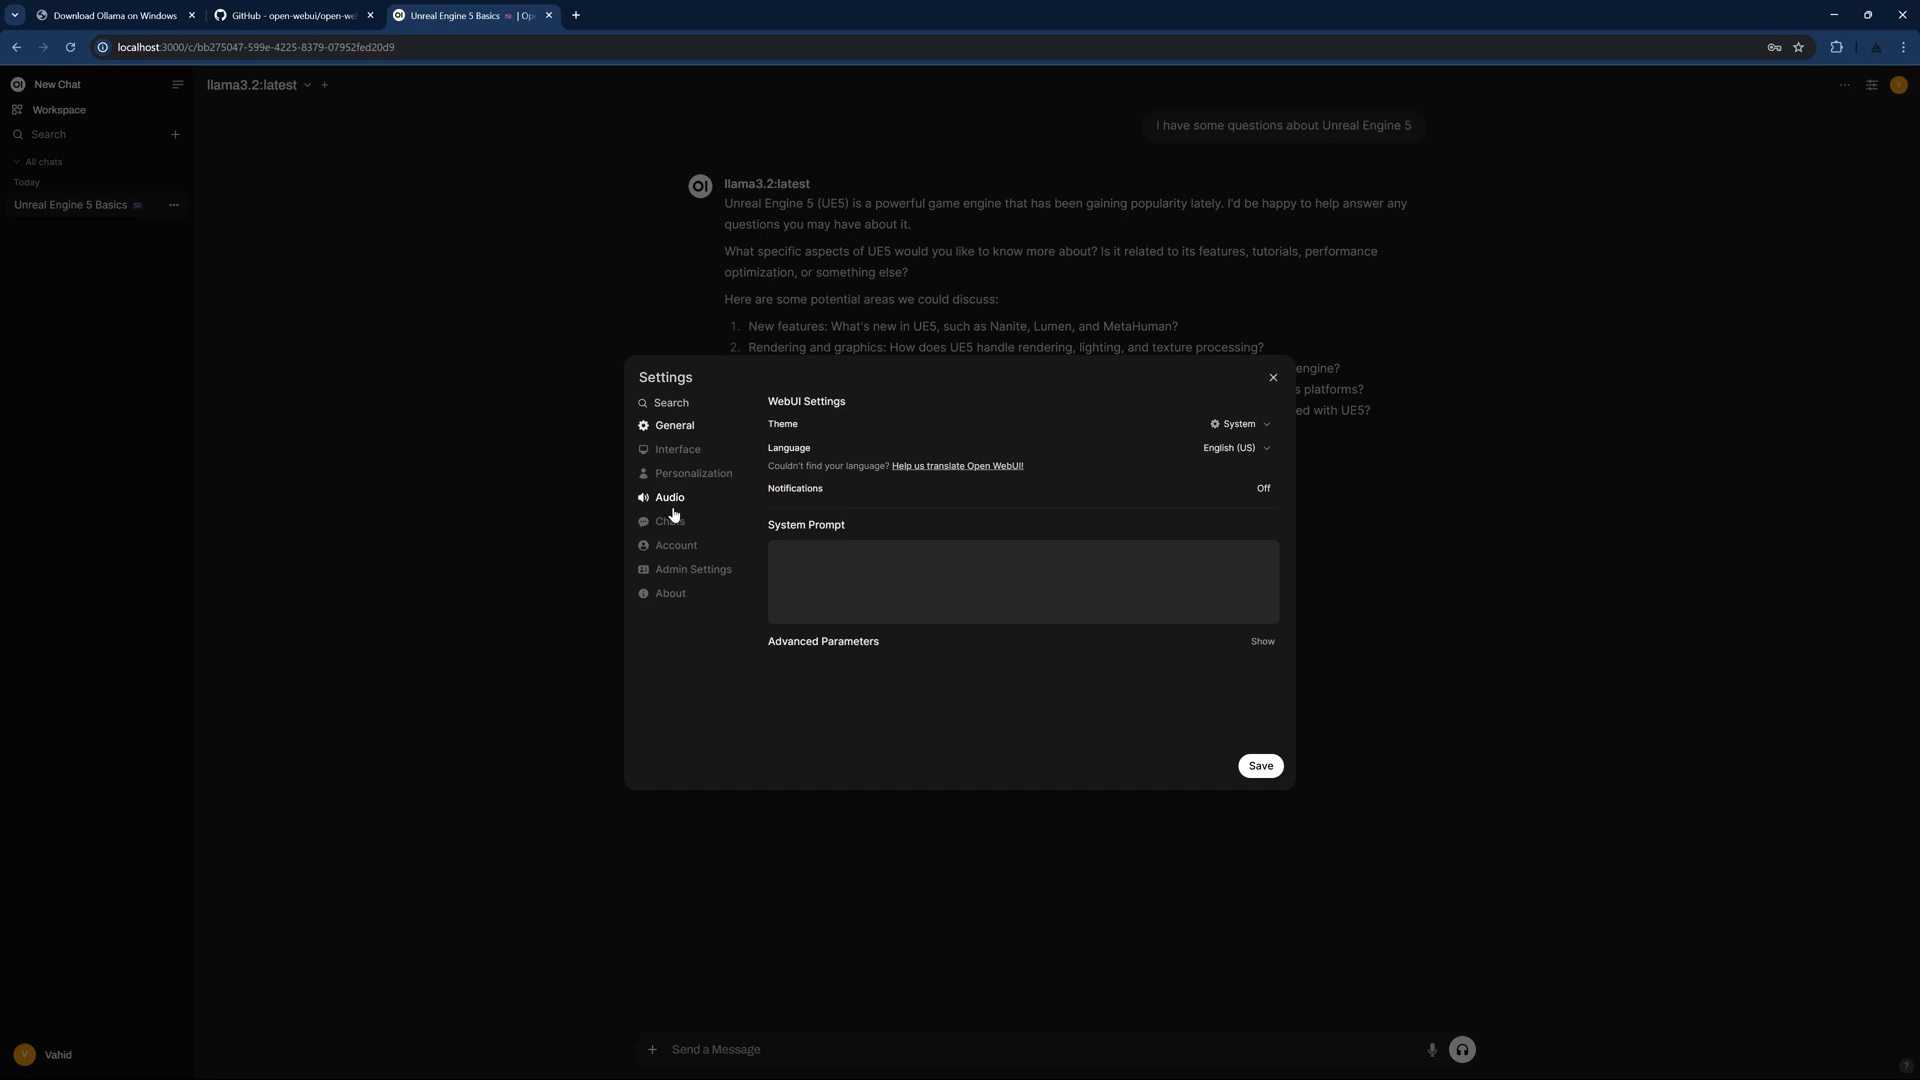 Download Ollama on Windows
GitHub - open-webui/open-we
Unreal Engine 5 Basics 🎮 | Op
localhost:3000/c/bb275047-599e-4225-8379-07952fed20d9
OI New Chat
Workspace
Search
All chats
Today
Unreal Engine 5 Basics
Vahid
V
llama3.2:latest
V
I have some questions about Unreal Engine 5
OI llama3.2:latest
Unreal Engine 5 (UE5) is a powerful game engine that has been gaining popularity lately. I'd be happy to help answer any
questions you may have about it.
What specific aspects of UE5 would you like to know more about? Is it related to its features, tutorials, performance
optimization, or something else?
Here are some potential areas we could discuss:
1. New features: What's new in UE5, such as Nanite, Lumen, and MetaHuman?
2. Rendering and graphics: How does UE5 handle rendering, lighting, and texture processing?
engine?
s platforms?
ed with UE5?
Settings
Search
General
Interface
Personalization
Audio
Chats
Account
Admin Settings
About
WebUI Settings
Theme
System
Language
English (US)
Couldn't find your language? Help us translate Open WebUI!
Notifications
Off
System Prompt
Advanced Parameters
Show
Save
Send a Message
?